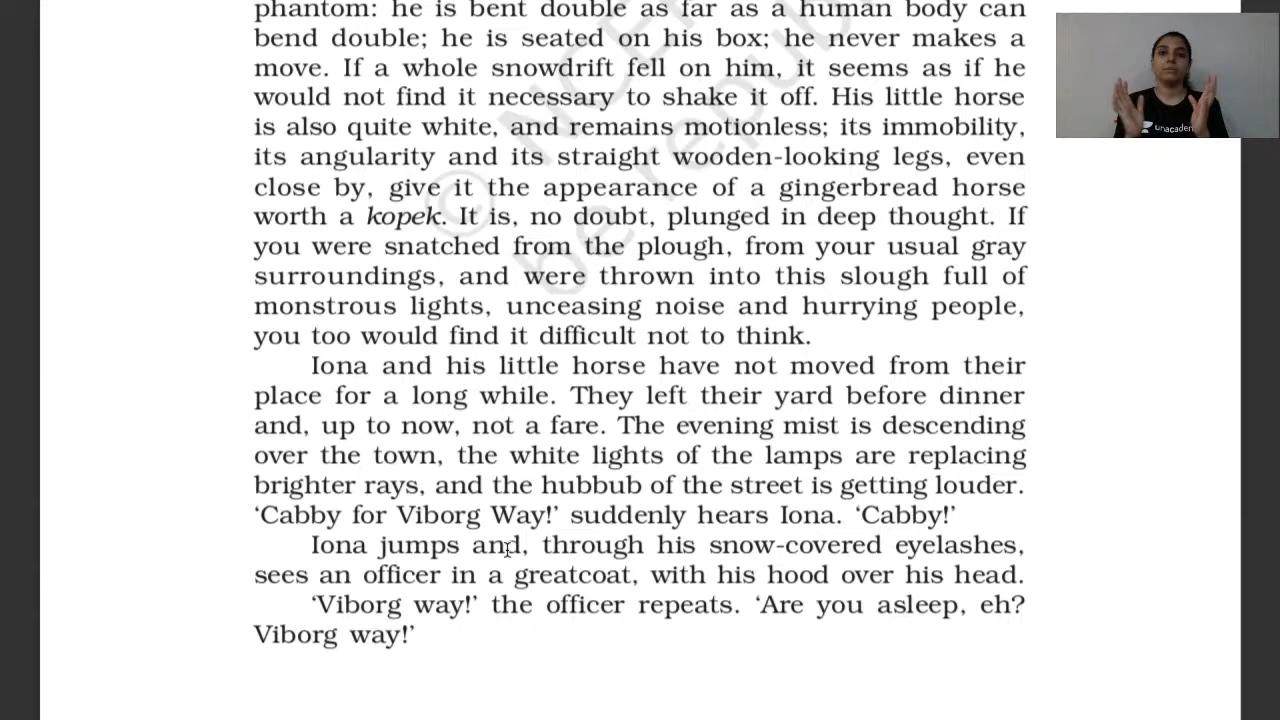 phantom: he is bent double as far as a human body can
bend double; he is seated on his box; he never makes a
move. If a whole snowdrift fell on him, it seems as if he
would not find it necessary to shake it off. His little horse
is also quite white, and remains motionless; its immobility,
its angularity and its straight wooden-looking legs, even
close by, give it the appearance of a gingerbread horse
worth a kopek. It is, no doubt, plunged in deep thought. If
you were snatched from the plough, from your usual gray
surroundings, and were thrown into this slough full of
monstrous lights, unceasing noise and hurrying people,
you too would find it difficult not to think.
Iona and his little horse have not moved from their
place for a long while. They left their yard before dinner
and, up to now, not a fare. The evening mist is descending
over the town, the white lights of the lamps are replacing
brighter rays, and the hubbub of the street is getting louder.
‘Cabby for Viborg Way!’ suddenly hears Iona. ‘Cabby!’
Iona jumps and, through his snow-covered eyelashes,
sees an officer in a greatcoat, with his hood over his head.
‘Viborg way!’ the officer repeats. ‘Are you asleep, eh?
Viborg way!’
© NCE
be repub
unacaden